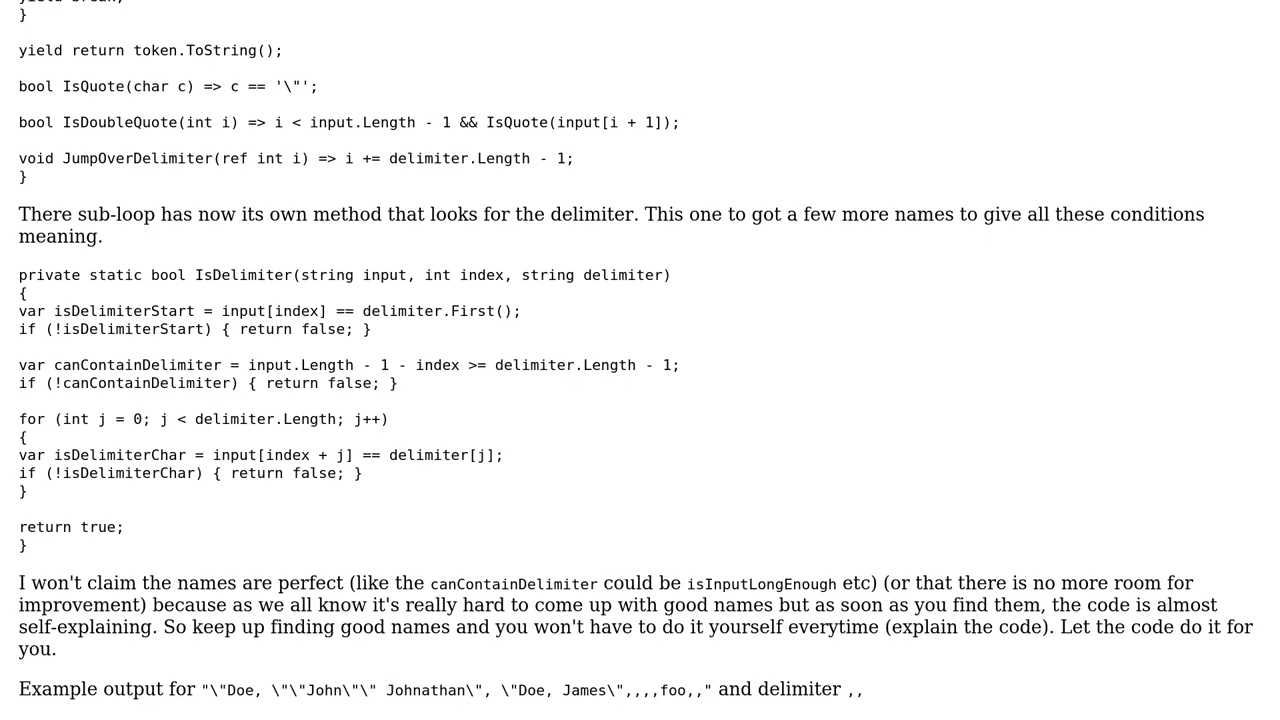 yield break;
}
yield return token.ToString();
bool IsQuote(char c) => c == '\"';
bool IsDoubleQuote(int i) => i < input.Length - 1 && IsQuote(input[i + 1]);
void JumpOverDelimiter(ref int i) => i += delimiter.Length - 1;
}
There sub-loop has now its own method that looks for the delimiter. This one to got a few more names to give all these conditions
meaning.
private static bool IsDelimiter(string input, int index, string delimiter)
{
var isDelimiterStart = input[index] == delimiter.First();
if (!isDelimiterStart) { return false; }
var canContainDelimiter = input.Length - 1 - index >= delimiter.Length - 1;
if (!canContainDelimiter) { return false; }
for (int j = 0; j < delimiter.Length; j++)
{
var isDelimiterChar = input[index + j] == delimiter[j];
if (!isDelimiterChar) { return false; }
}
return true;
}
I won't claim the names are perfect (like the canContainDelimiter could be isInputLongEnough etc) (or that there is no more room for
improvement) because as we all know it's really hard to come up with good names but as soon as you find them, the code is almost
self-explaining. So keep up finding good names and you won't have to do it yourself everytime (explain the code). Let the code do it for
you.
Example output for "\"Doe, \"\"John\"\" Johnathan\", \"Doe, James\",,,,foo,," and delimiter ,,